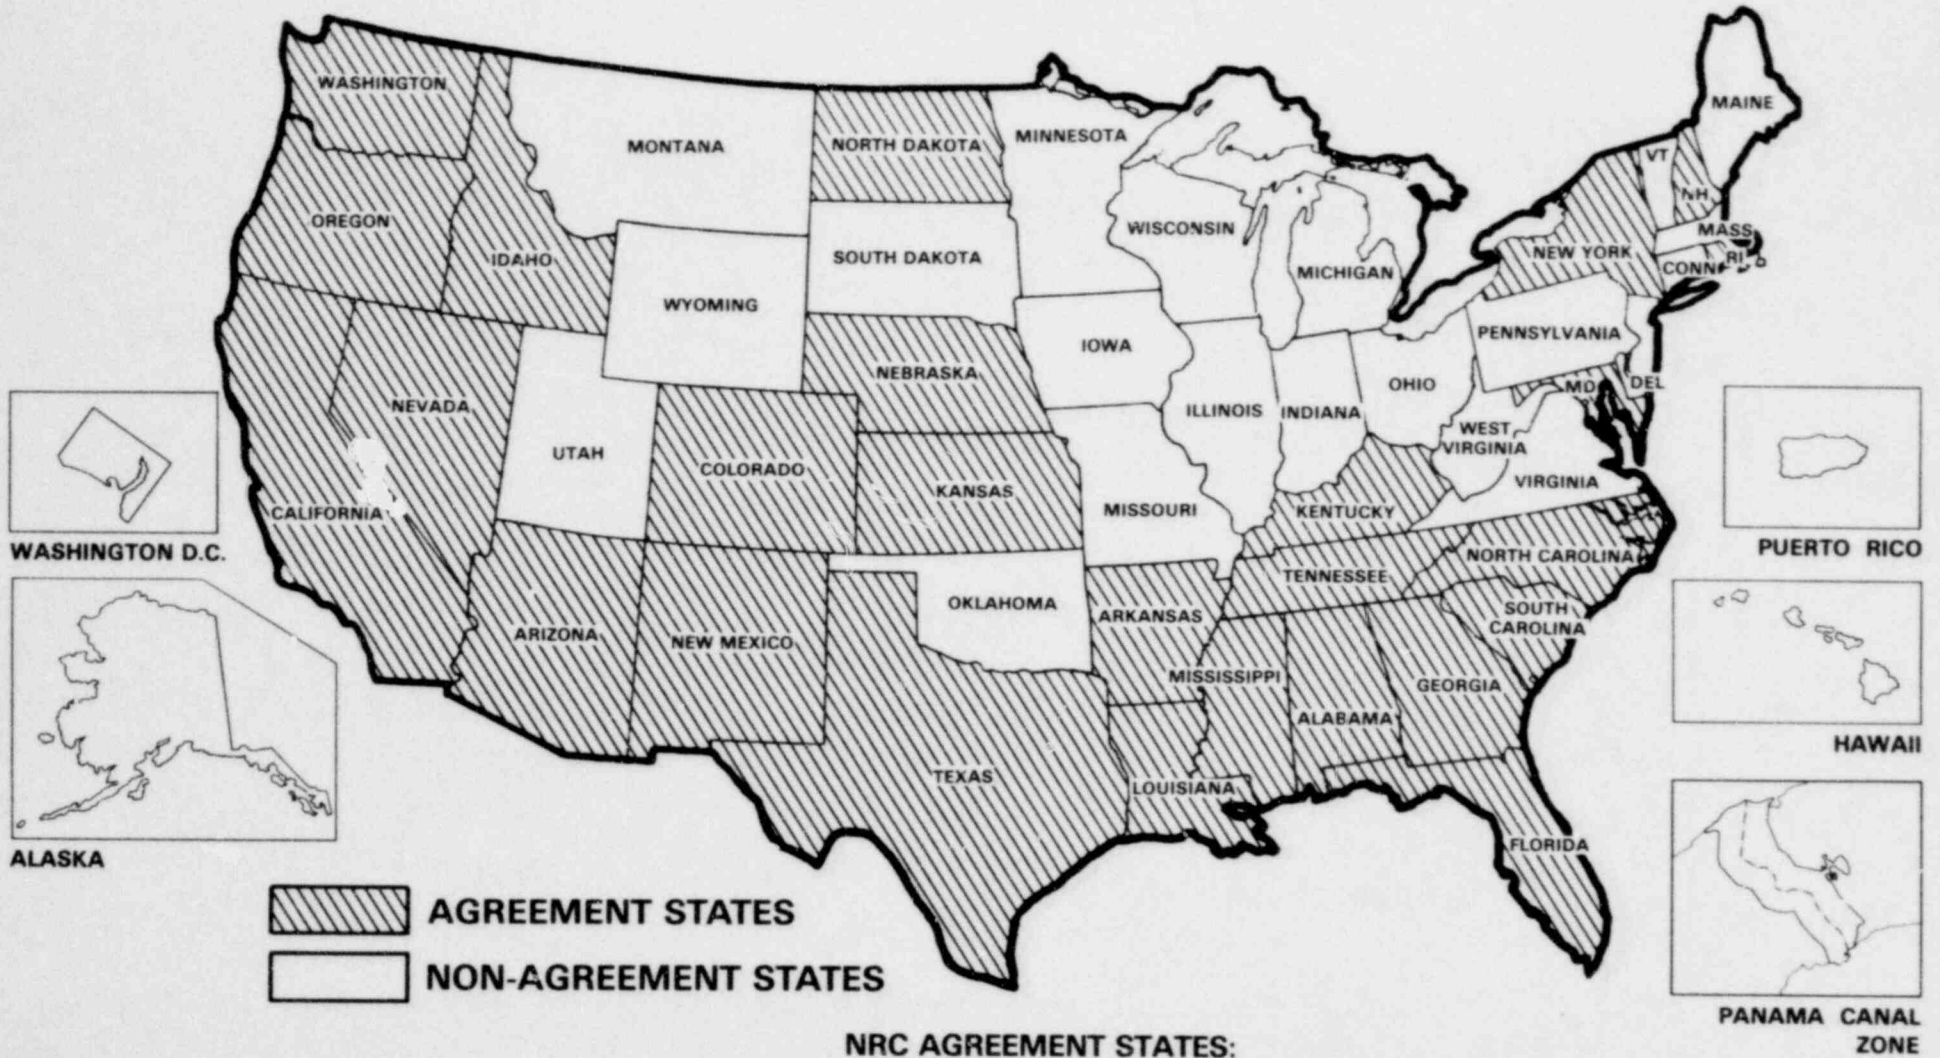 WASHINGTON
MONTANA
NORTH DAKOTA
MINNESOTA
MAINE
VT
NH
OREGON
IDAHO
WYOMING
SOUTH DAKOTA
WISCONSIN
MICHIGAN
NEW YORK
MASS
CONN
RI
NEVADA
UTAH
COLORADO
NEBRASKA
IOWA
ILLINOIS
INDIANA
OHIO
PENNSYLVANIA
MD
DEL
WEST
VIRGINIA
VIRGINIA
CALIFORNIA
KANSAS
MISSOURI
KENTUCKY
NORTH CAROLINA
TENNESSEE
SOUTH
CAROLINA
ARIZONA
NEW MEXICO
OKLAHOMA
ARKANSAS
MISSISSIPPI
ALABAMA
GEORGIA
TEXAS
LOUISIANA
FLORIDA
WASHINGTON D.C.
ALASKA
PUERTO RICO
HAWAII
PANAMA CANAL
ZONE
AGREEMENT STATES
NON-AGREEMENT STATES
NRC AGREEMENT STATES: